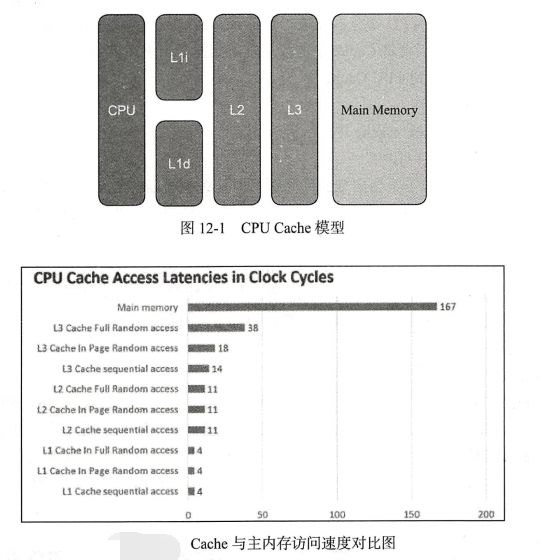 CPU
L1i
L1d
L2
L3
Main Memory
图 12-1 CPU Cache 模型
CPU Cache Access Latencies in Clock Cycles
Main memory 167
L3 Cache Full Random access 38
L3 Cache In Page Random access 18
L3 Cache sequential access 14
L2 Cache Full Random access 11
L2 Cache In Page Random access 11
L2 Cache sequential access 11
L1 Cache In Full Random access 4
L1 Cache In Page Random access 4
L1 Cache sequential access 4
0 50 100 150 200
Cache 与主内存访问速度对比图